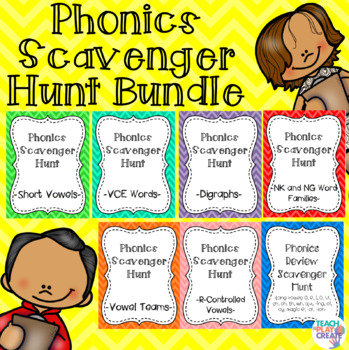 Phonics
Scavenger
Hunt Bundle
Phonics
Scavenger
Hunt
-Short Vowels-
Phonics
Scavenger
Hunt
-VCE Words-
Phonics
Scavenger
Hunt
-Digraphs-
Phonics
Scavenger
Hunt
-NK and NG Word
Families-
Phonics
Scavenger
Hunt
-Vowel Teams-
Phonics
Scavenger
Hunt
-R-Controlled
Vowels-
Phonics
Review
Scavenger
Hunt
TEACH
PLAY
CREATE